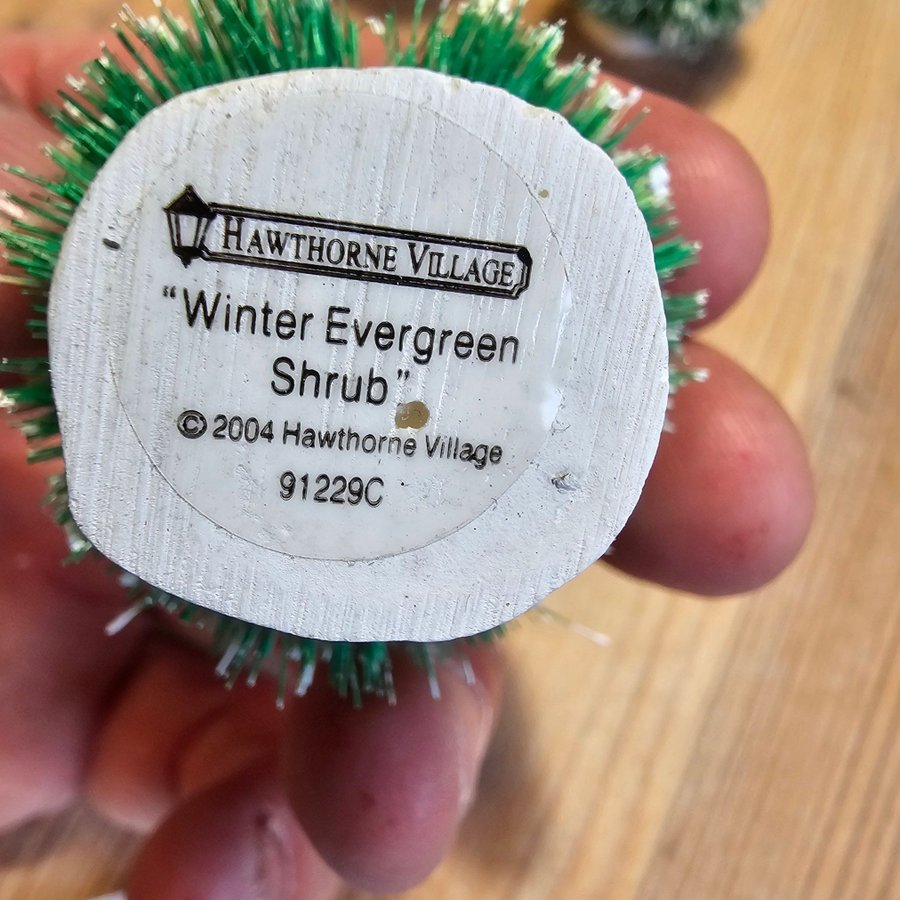 HAWTHORNE VILLAGE
"Winter Evergreen
Shrub"
© 2004 Hawthorne Village
91229C